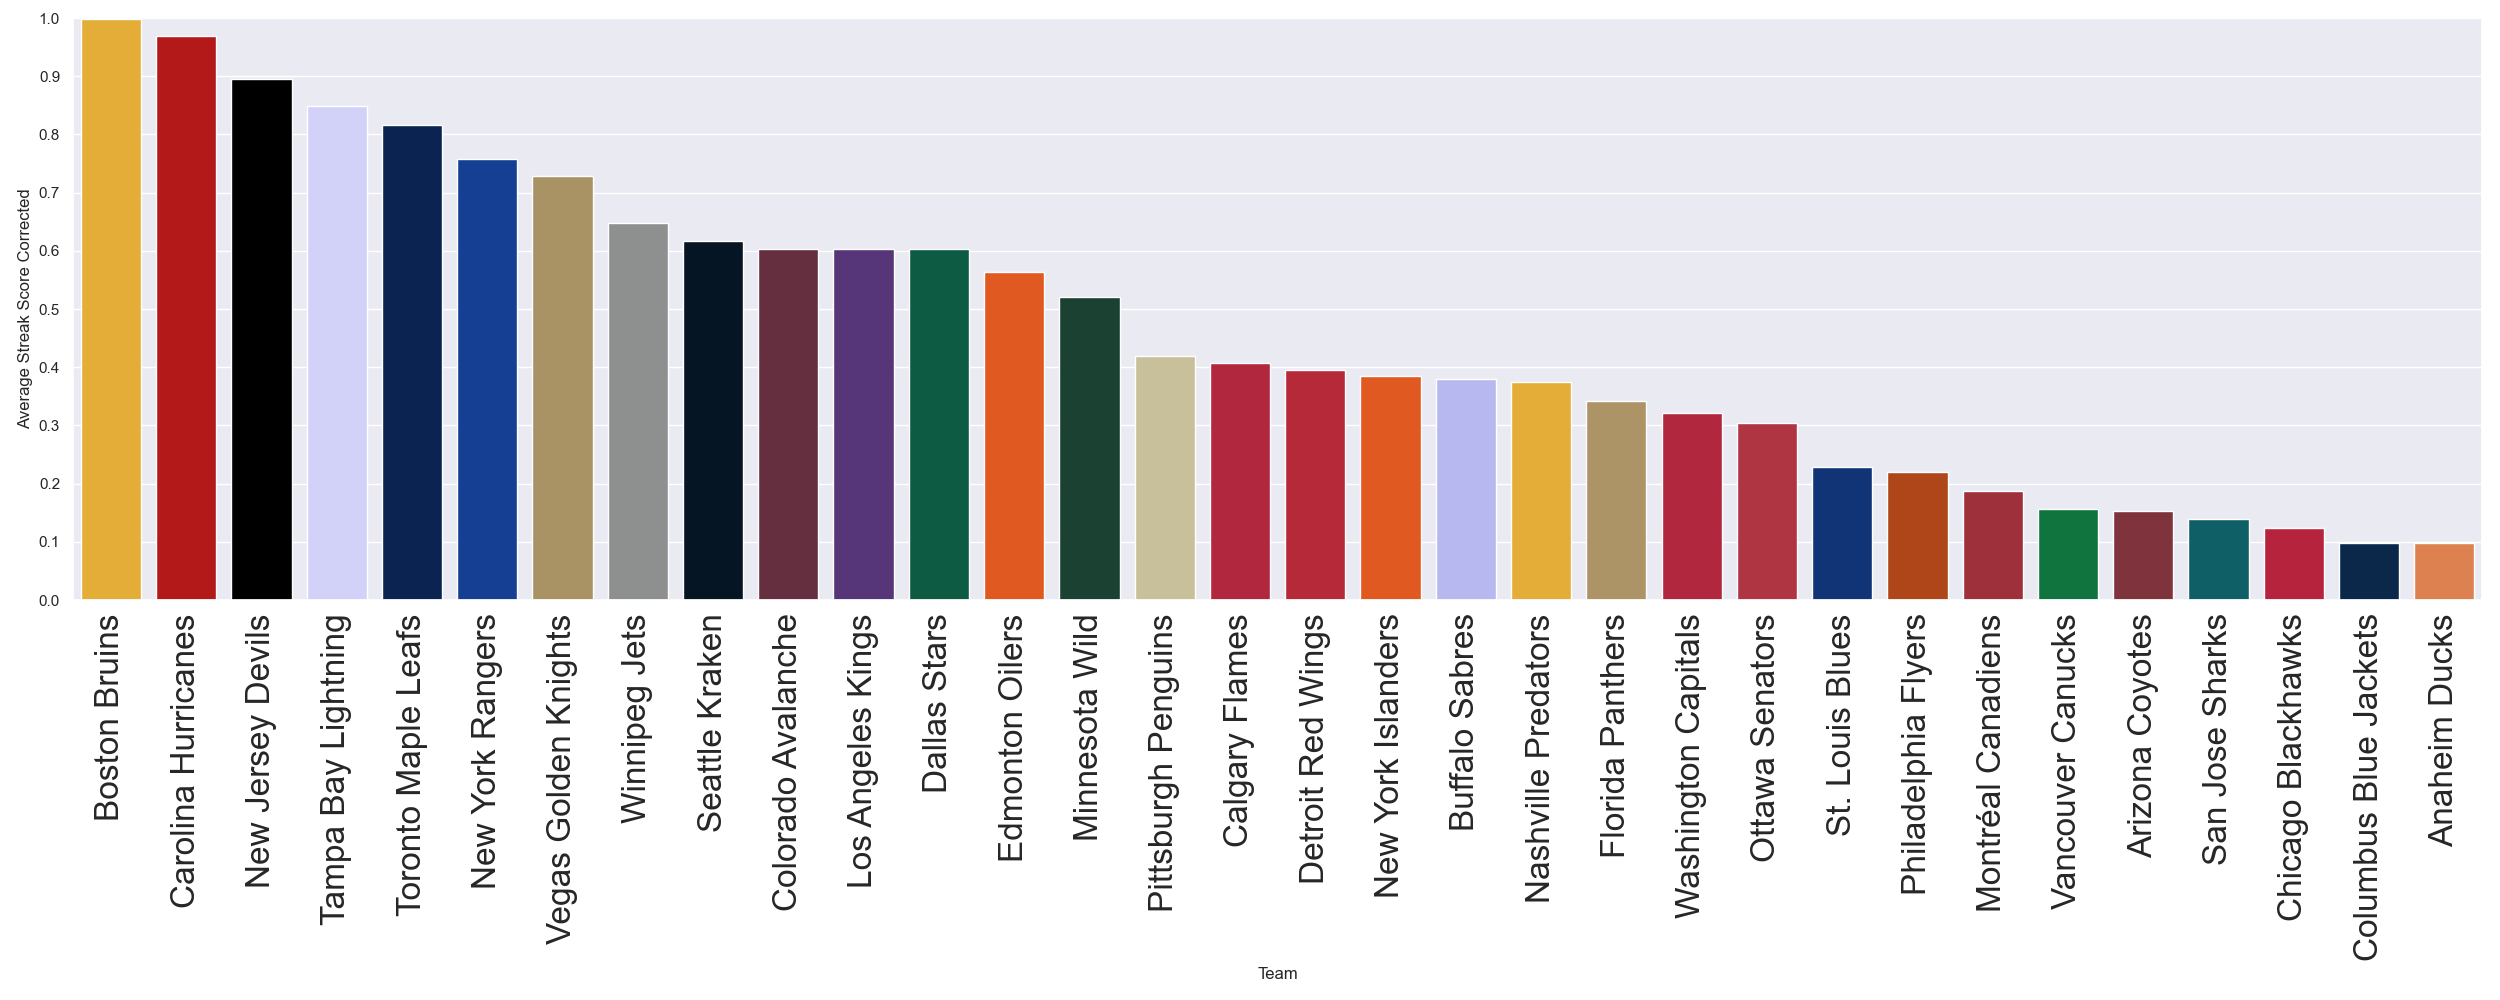 1.0
0.9
0.8
0.7
0.6
0.5
0.4
0.3
0.2
0.1
0.0
Average Streak Score Corrected
Boston Bruins
Carolina Hurricanes
New Jersey Devils
Tampa Bay Lightning
Toronto Maple Leafs
New York Rangers
Vegas Golden Knights
Winnipeg Jets
Seattle Kraken
Colorado Avalanche
Los Angeles Kings
Dallas Stars
Edmonton Oilers
Minnesota Wild
Pittsburgh Penguins
Calgary Flames
Detroit Red Wings
New York Islanders
Buffalo Sabres
Nashville Predators
Florida Panthers
Washington Capitals
Ottawa Senators
St. Louis Blues
Philadelphia Flyers
Montréal Canadiens
Vancouver Canucks
Arizona Coyotes
San Jose Sharks
Chicago Blackhawks
Columbus Blue Jackets
Anaheim Ducks
Team